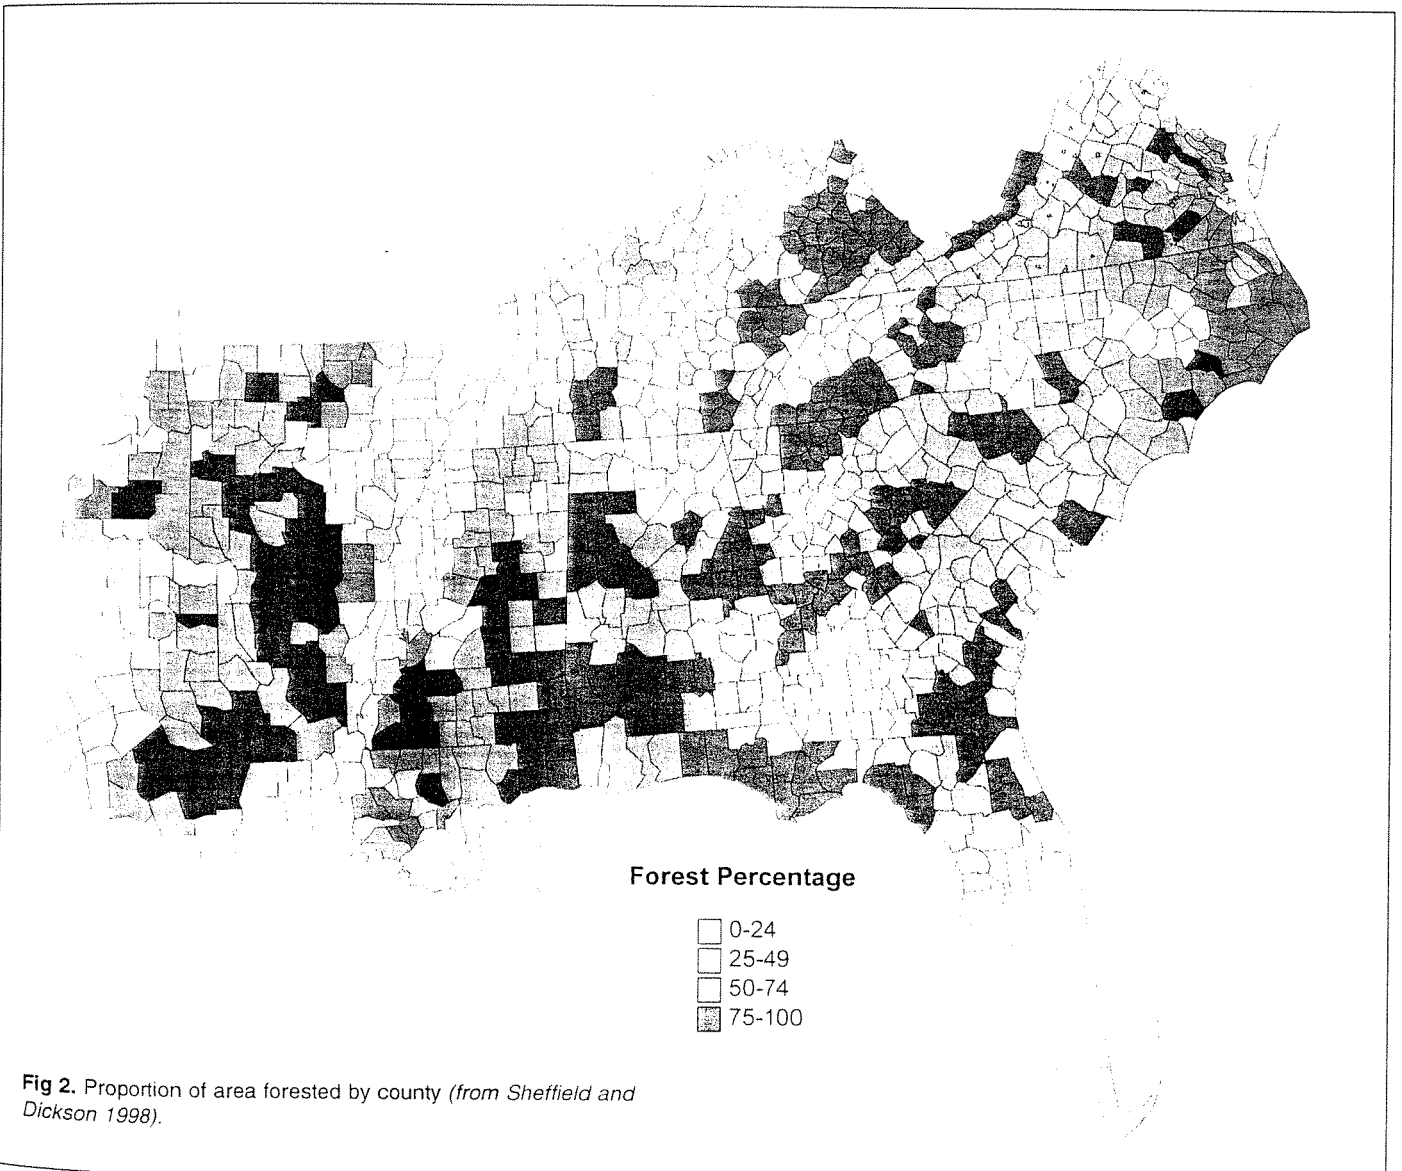 Forest Percentage
0-24
25-49
50-74
75-100
Fig 2. Proportion of area forested by county (from Sheffield and
Dickson 1998).